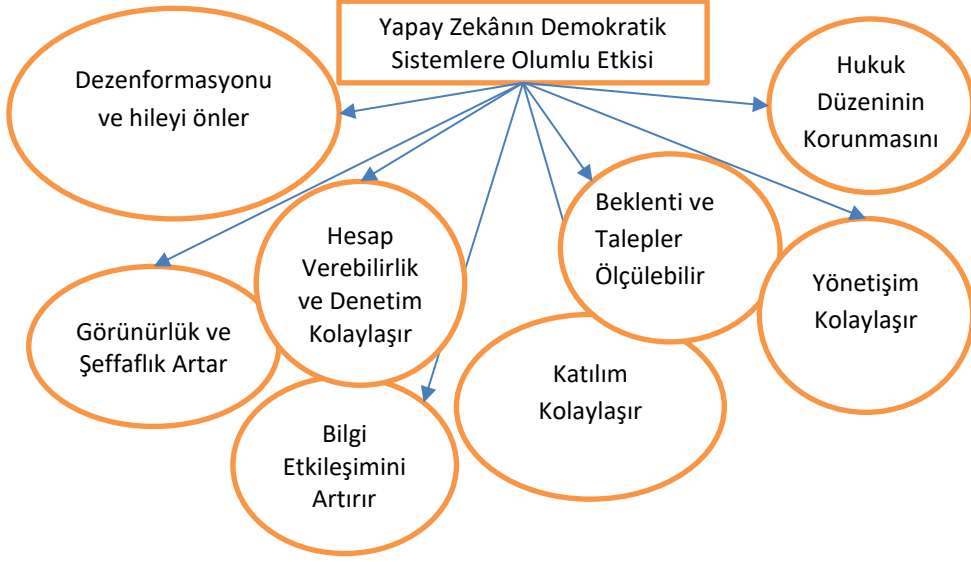 Yapay Zekânın Demokratik
Sistemlere Olumlu Etkisi
Dezenformasyonu
ve hileyi önler
Hukuk
Düzeninin
Korunmasını
Beklenti ve
Talepler
Ölçülebilir
Hesap
Verebilirlik
ve Denetim
Kolaylaşır
Yönetişim
Kolaylaşır
Görünürlük ve
Şeffaflık Artar
Katılım
Kolaylaşır
Bilgi
Etkileşimini
Artırır